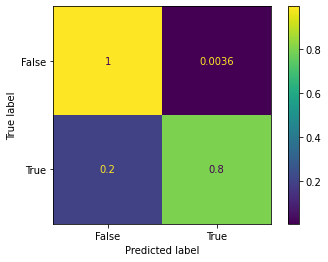 False 1 0.0036
True 0.2 0.8
False True
Predicted label
True label
0.8
0.6
0.4
0.2